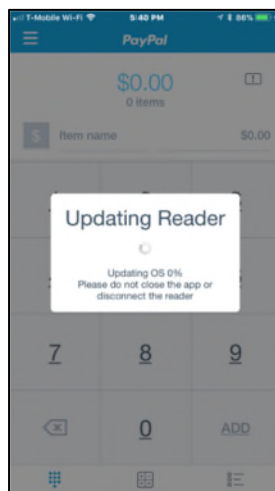 T-Mobile Wi-Fi 5:40 PM 86%
PayPal
$0.00
0 items
$ Item name $0.00
Updating Reader
Updating OS 0%
Please do not close the app or
disconnect the reader
7 8 9
0 ADD